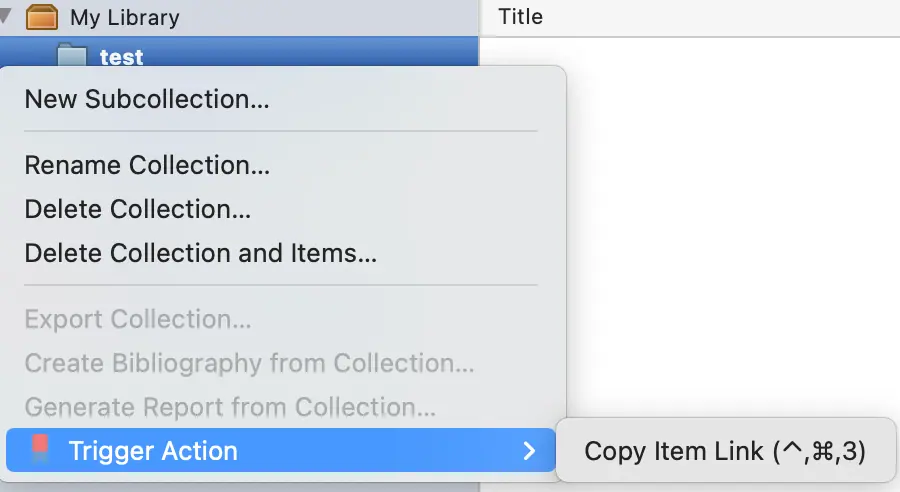 My Library
Title
test
New Subcollection...
Rename Collection...
Delete Collection...
Delete Collection and Items...
Export Collection...
Create Bibliography from Collection...
Generate Report from Collection...
Trigger Action
Copy Item Link (^,⌘,3)